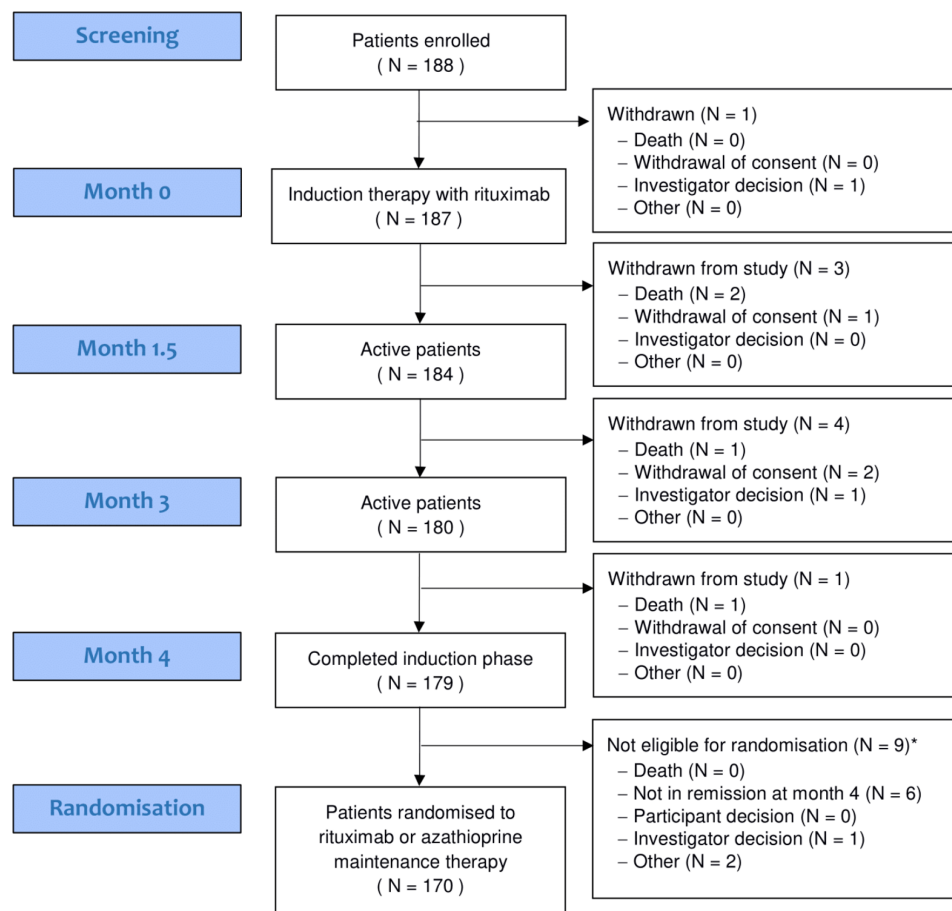 Screening
Patients enrolled
( N = 188 )
Withdrawn (N = 1)
– Death (N = 0)
– Withdrawal of consent (N = 0)
– Investigator decision (N = 1)
– Other (N = 0)
Month 0
Induction therapy with rituximab
( N = 187 )
Withdrawn from study (N = 3)
– Death (N = 2)
– Withdrawal of consent (N = 1)
– Investigator decision (N = 0)
– Other (N = 0)
Month 1.5
Active patients
( N = 184 )
Withdrawn from study (N = 4)
– Death (N = 1)
– Withdrawal of consent (N = 2)
– Investigator decision (N = 1)
– Other (N = 0)
Month 3
Active patients
( N = 180 )
Withdrawn from study (N = 1)
– Death (N = 1)
– Withdrawal of consent (N = 0)
– Investigator decision (N = 0)
– Other (N = 0)
Month 4
Completed induction phase
( N = 179 )
Not eligible for randomisation (N = 9)*
– Death (N = 0)
– Not in remission at month 4 (N = 6)
– Participant decision (N = 0)
– Investigator decision (N = 1)
– Other (N = 2)
Randomisation
Patients randomised to
rituximab or azathioprine
maintenance therapy
( N = 170 )